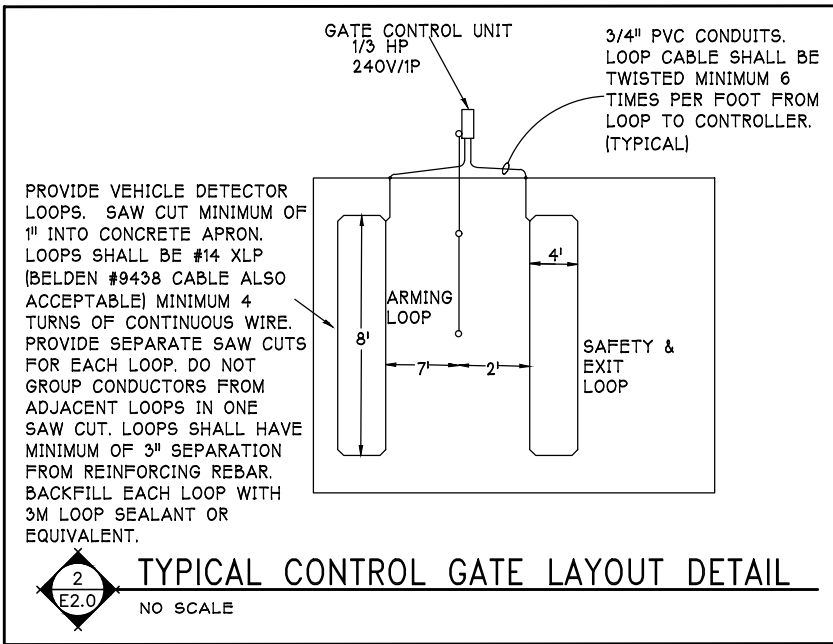 GATE CONTROL UNIT
1/3 HP
240V/1P
3/4" PVC CONDUITS.
LOOP CABLE SHALL BE
TWISTED MINIMUM 6
TIMES PER FOOT FROM
LOOP TO CONTROLLER.
(TYPICAL)
PROVIDE VEHICLE DETECTOR
LOOPS. SAW CUT MINIMUM OF
1" INTO CONCRETE APRON.
LOOPS SHALL BE #14 XLP
(BELDEN #9438 CABLE ALSO
ACCEPTABLE) MINIMUM 4
TURNS OF CONTINUOUS WIRE.
PROVIDE SEPARATE SAW CUTS
FOR EACH LOOP. DO NOT
GROUP CONDUCTORS FROM
ADJACENT LOOPS IN ONE
SAW CUT. LOOPS SHALL HAVE
MINIMUM OF 3" SEPARATION
FROM REINFORCING REBAR.
BACKFILL EACH LOOP WITH
3M LOOP SEALANT OR
EQUIVALENT.
8'
ARMING
LOOP
7'
2'
4'
SAFETY &
EXIT
LOOP
2
E2.0
TYPICAL CONTROL GATE LAYOUT DETAIL
NO SCALE